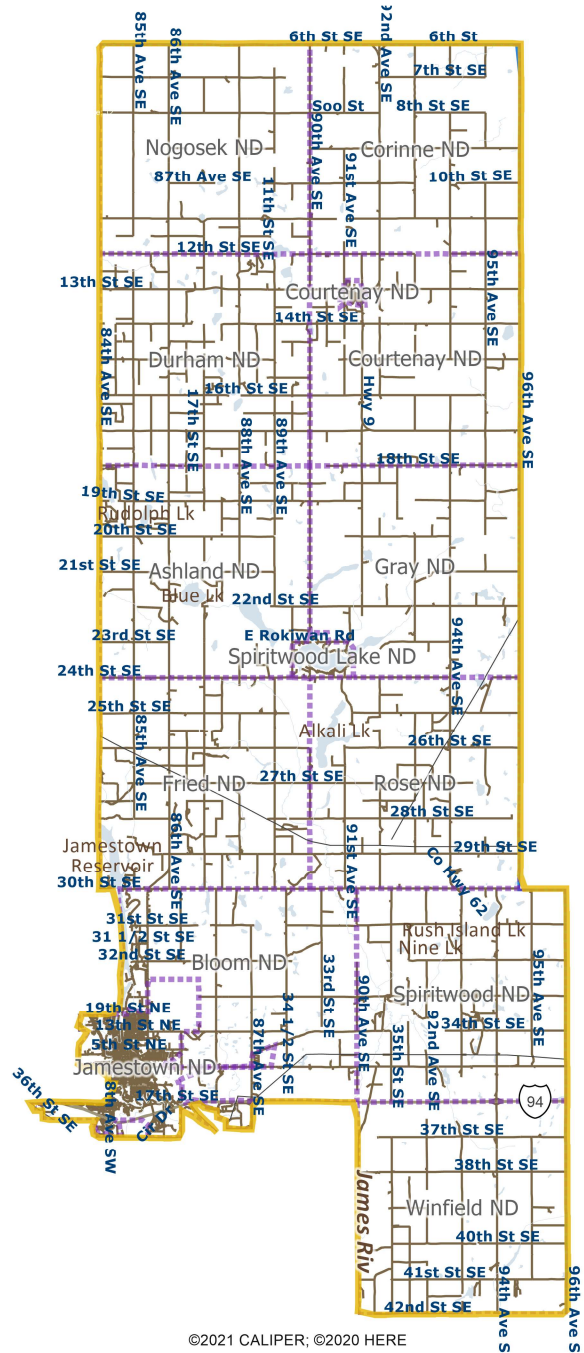 6th St SE
6th St
85th Ave SE
86th Ave SE
92nd Ave SE
7th St SE
Soo St
8th St SE
90th Ave SE
Nogosek ND
Corinne ND
91st Ave SE
87th Ave SE
10th St SE
11th St SE
12th St SE
95th Ave SE
13th St SE
Courtenay ND
14th St SE
84th Ave SE
Durham ND
Courtenay ND
16th St SE
Hwy 9
96th Ave SE
17th St SE
88th Ave SE
89th Ave SE
18th St SE
19th St SE
Rudolph Lk
20th St SE
21st St SE
Ashland ND
Gray ND
Blue Lk
22nd St SE
23rd St SE
E Rokiwan Rd
94th Ave SE
Spiritwood Lake ND
24th St SE
25th St SE
85th Ave SE
Alkali Lk
26th St SE
27th St SE
Fried ND
Rose ND
28th St SE
86th Ave SE
91st Ave SE
Jamestown
Reservoir
29th St SE
Co HWY 62
30th St SE
31st St SE
Rush Island Lk
31 1/2 St SE
Nine Lk
32nd St SE
Bloom ND
33rd St SE
95th Ave SE
90th Ave SE
Spiritwood ND
34 1/2 St SE
19th St NE
13th St NE
87th Ave SE
35th St SE
92nd Ave SE
34th St SE
5th St NE
Jamestown ND
36th St SE
8th Ave SW
17th St SE
Cir Dr
94
37th St SE
38th St SE
James Riv
Winfield ND
40th St SE
41st St SE
94th Ave S
96th Ave S
42nd St SE
©2021 CALIPER; ©2020 HERE